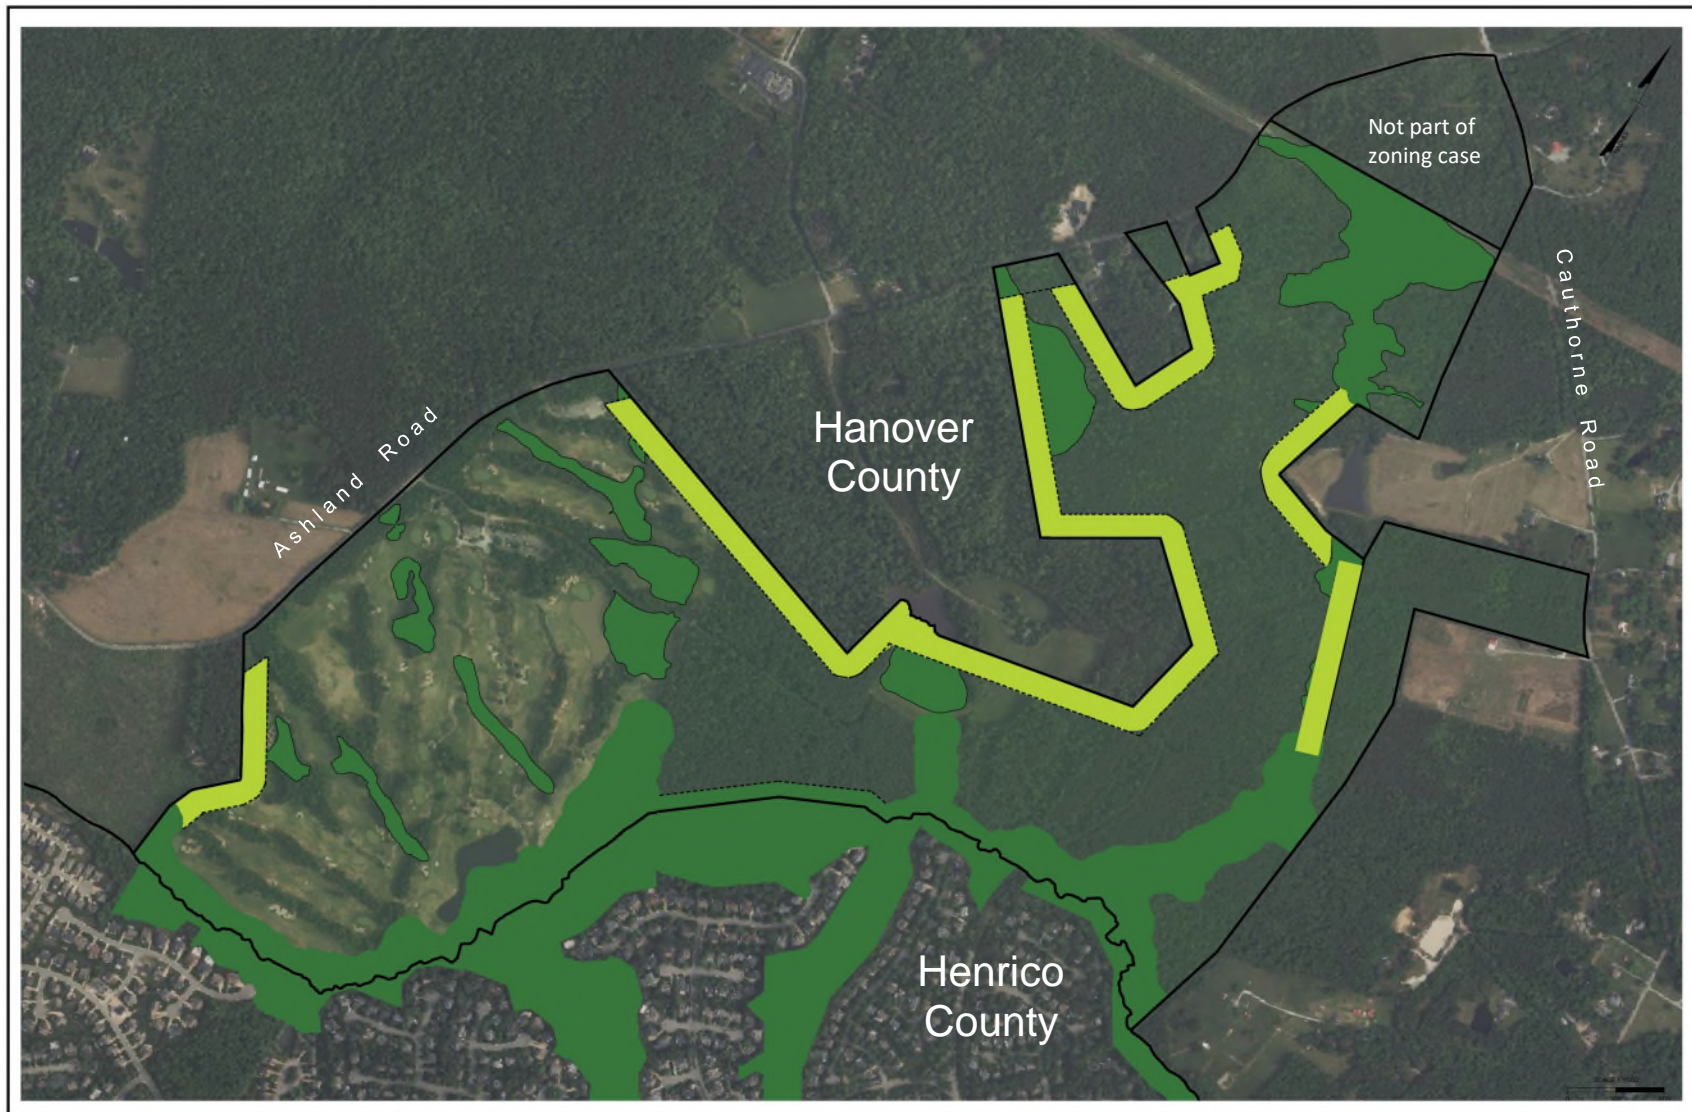 Not part of
zoning case
Cauthorne Road
Hanover
County
Ashland Road
Henrico
County